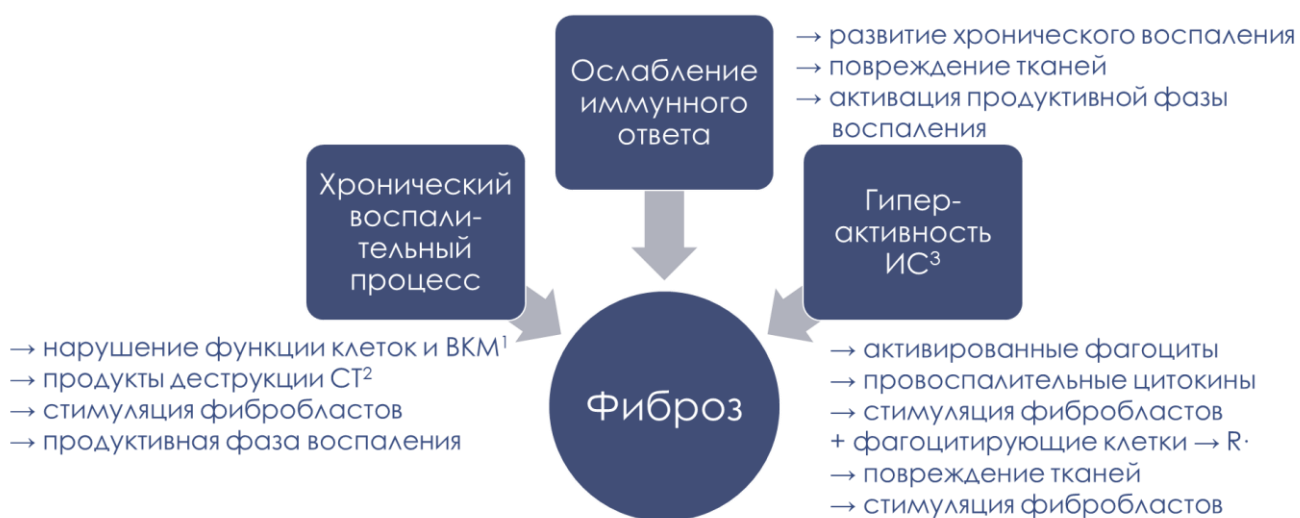 Ослабление
иммунного
ответа
→ развитие хронического воспаления
→ повреждение тканей
→ активация продуктивной фазы
воспаления
Хронический
воспали-
тельный
процесс
Гипер-
активность
ИС³
→ нарушение функции клеток и ВКМ¹
→ продукты деструкции СТ²
→ стимуляция фибробластов
→ продуктивная фаза воспаления
Фиброз
→ активированные фагоциты
→ провоспалительные цитокины
→ стимуляция фибробластов
+ фагоцитирующие клетки → R·
→ повреждение тканей
→ стимуляция фибробластов